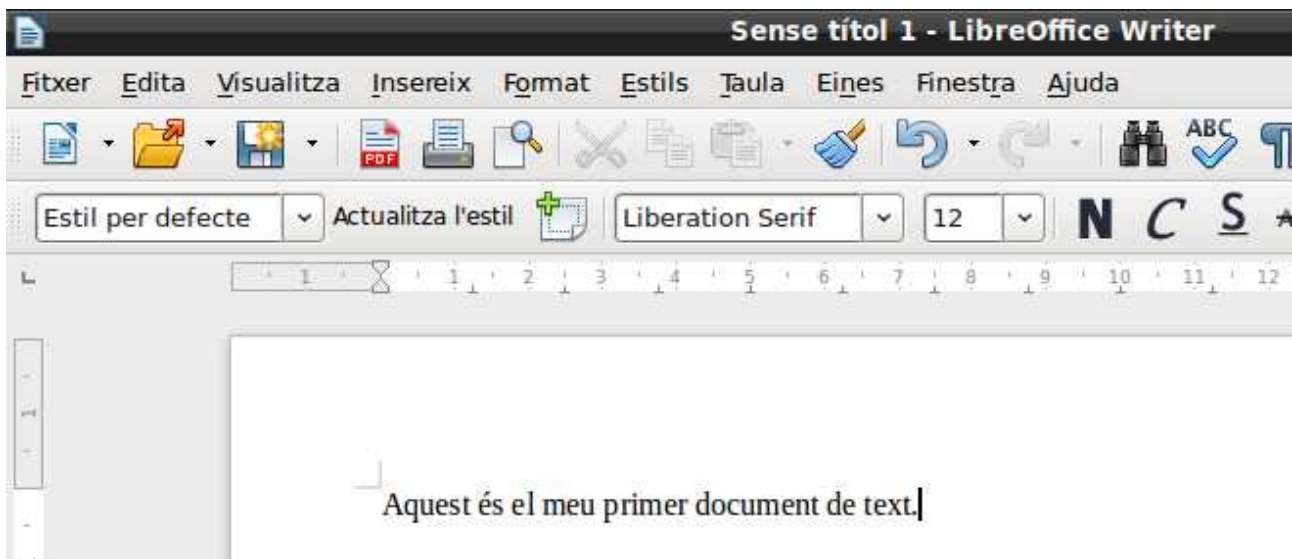 Sense títol 1 - LibreOffice Writer
Fitxer Edita Visualitza Insereix Format Estils Taula Eines Finestra Ajuda
PDF ABC
Estil per defecte Actualitza l'estil Liberation Serif 12 N C S
1 1 2 3 4 5 6 7 8 9 10 11 12
1
Aquest és el meu primer document de text.